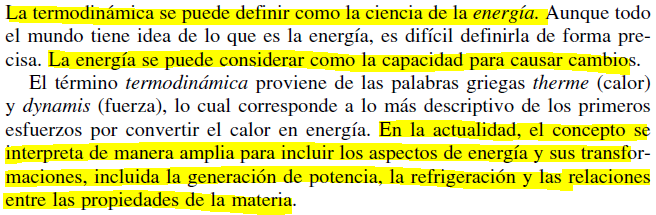 La termodinámica se puede definir como la ciencia de la energía. Aunque todo
el mundo tiene idea de lo que es la energía, es difícil definirla de forma pre-
cisa. La energía se puede considerar como la capacidad para causar cambios.
El término termodinámica proviene de las palabras griegas therme (calor)
y dynamis (fuerza), lo cual corresponde a lo más descriptivo de los primeros
esfuerzos por convertir el calor en energía. En la actualidad, el concepto se
interpreta de manera amplia para incluir los aspectos de energía y sus transfor-
maciones, incluida la generación de potencia, la refrigeración y las relaciones
entre las propiedades de la materia.